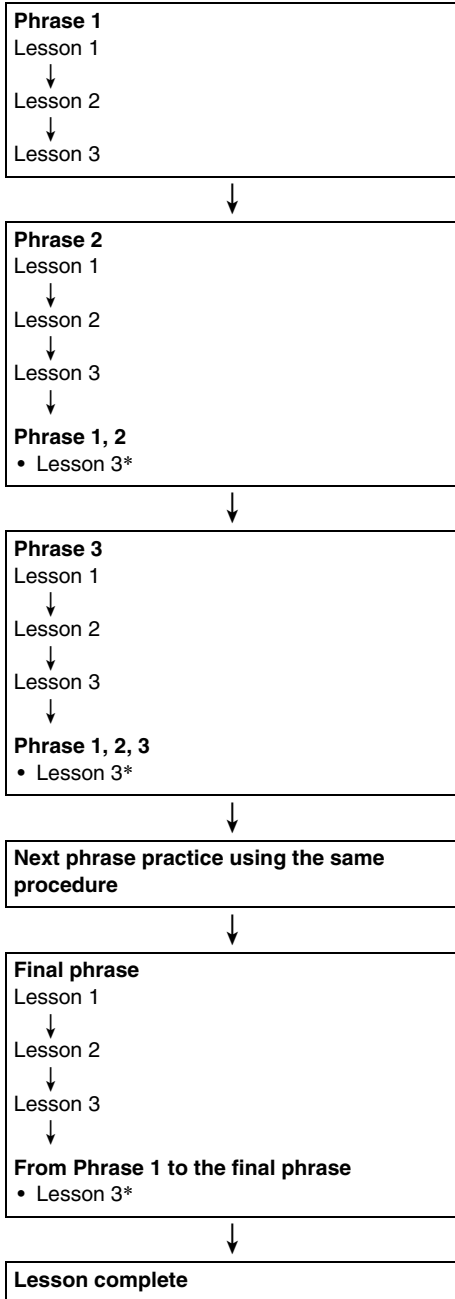 Phrase 1
Lesson 1
Lesson 2
Lesson 3
Phrase 2
Lesson 1
Lesson 2
Lesson 3
Phrase 1, 2
• Lesson 3*
Phrase 3
Lesson 1
Lesson 2
Lesson 3
Phrase 1, 2, 3
• Lesson 3*
Next phrase practice using the same
procedure
Final phrase
Lesson 1
Lesson 2
Lesson 3
From Phrase 1 to the final phrase
• Lesson 3*
Lesson complete